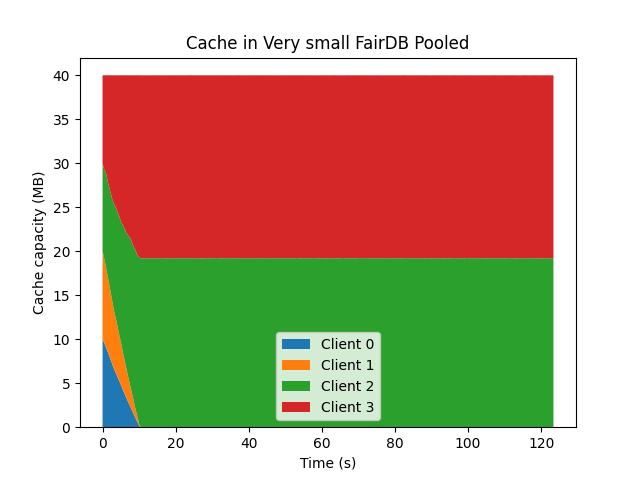 Cache in Very small FairDB Pooled
Cache capacity (MB)
40
35
30
25
20
15
10
5
0
Client 0
Client 1
Client 2
Client 3
0 20 40 60 80 100 120
Time (s)